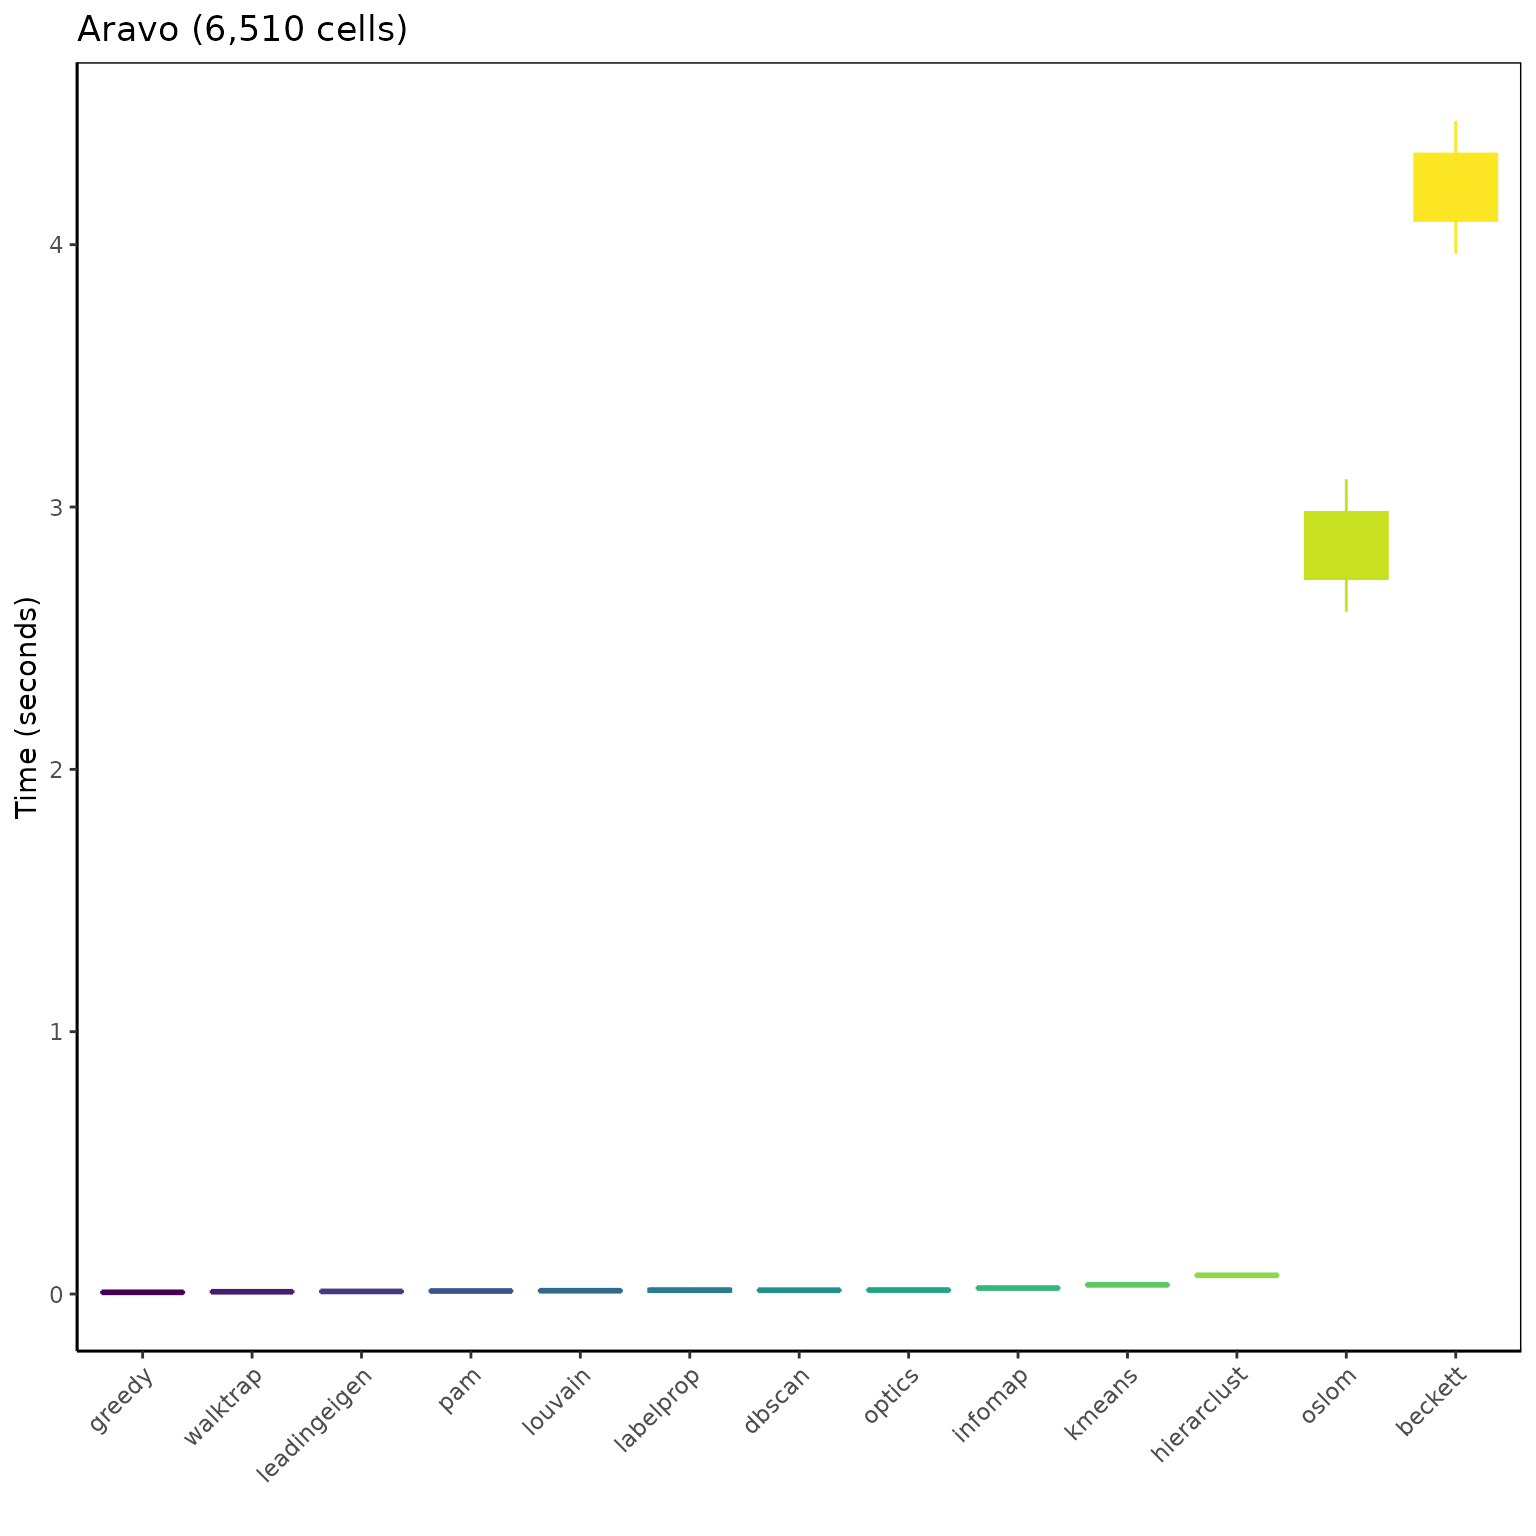 Aravo (6,510 cells)
Time (seconds)
4
3
2
1
0
greedy
walktrap
leadingeigen
pam
louvain
labelprop
dbscan
optics
infomap
kmeans
hierarclust
oslom
beckett